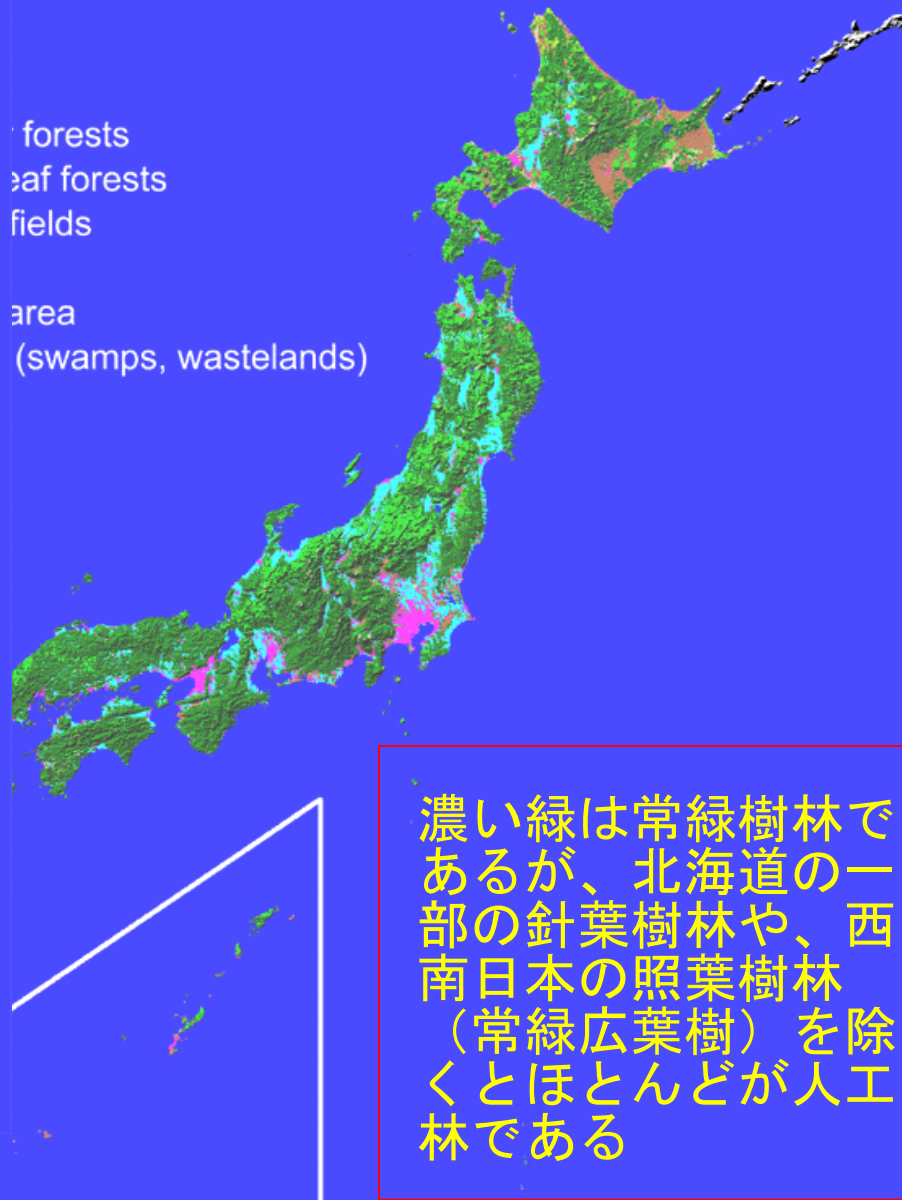 forests
forests
fields
area
(swamps, wastelands)
濃い緑は常緑樹林で
あるが、北海道の一
部の針葉樹林や、西
南日本の照葉樹林
（常緑広葉樹）を除
くとほとんどが人工
林である